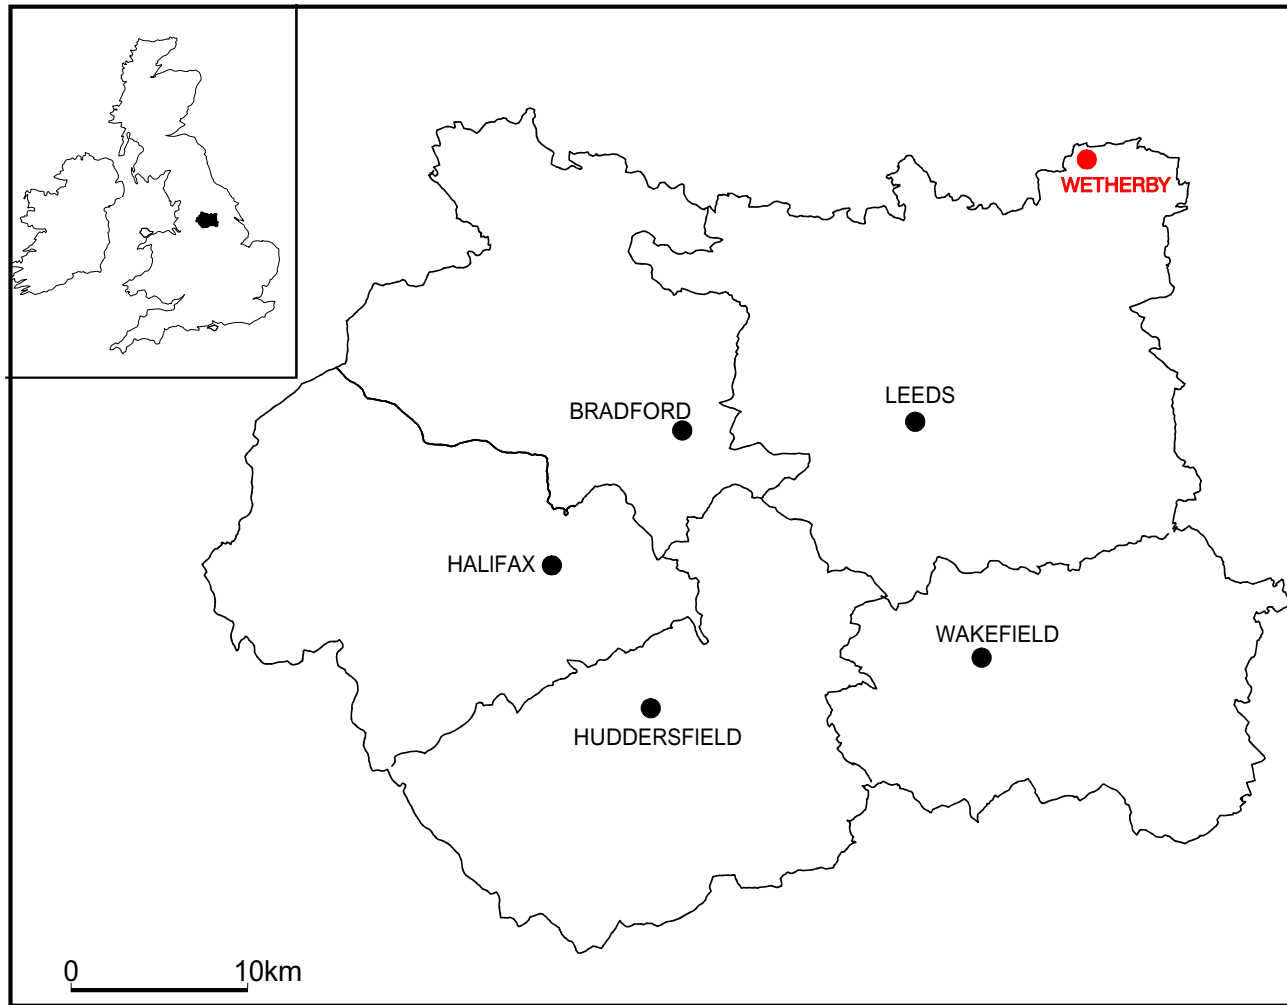 WETHERBY
LEEDS
BRADFORD
HALIFAX
WAKEFIELD
HUDDERSFIELD
0 10km